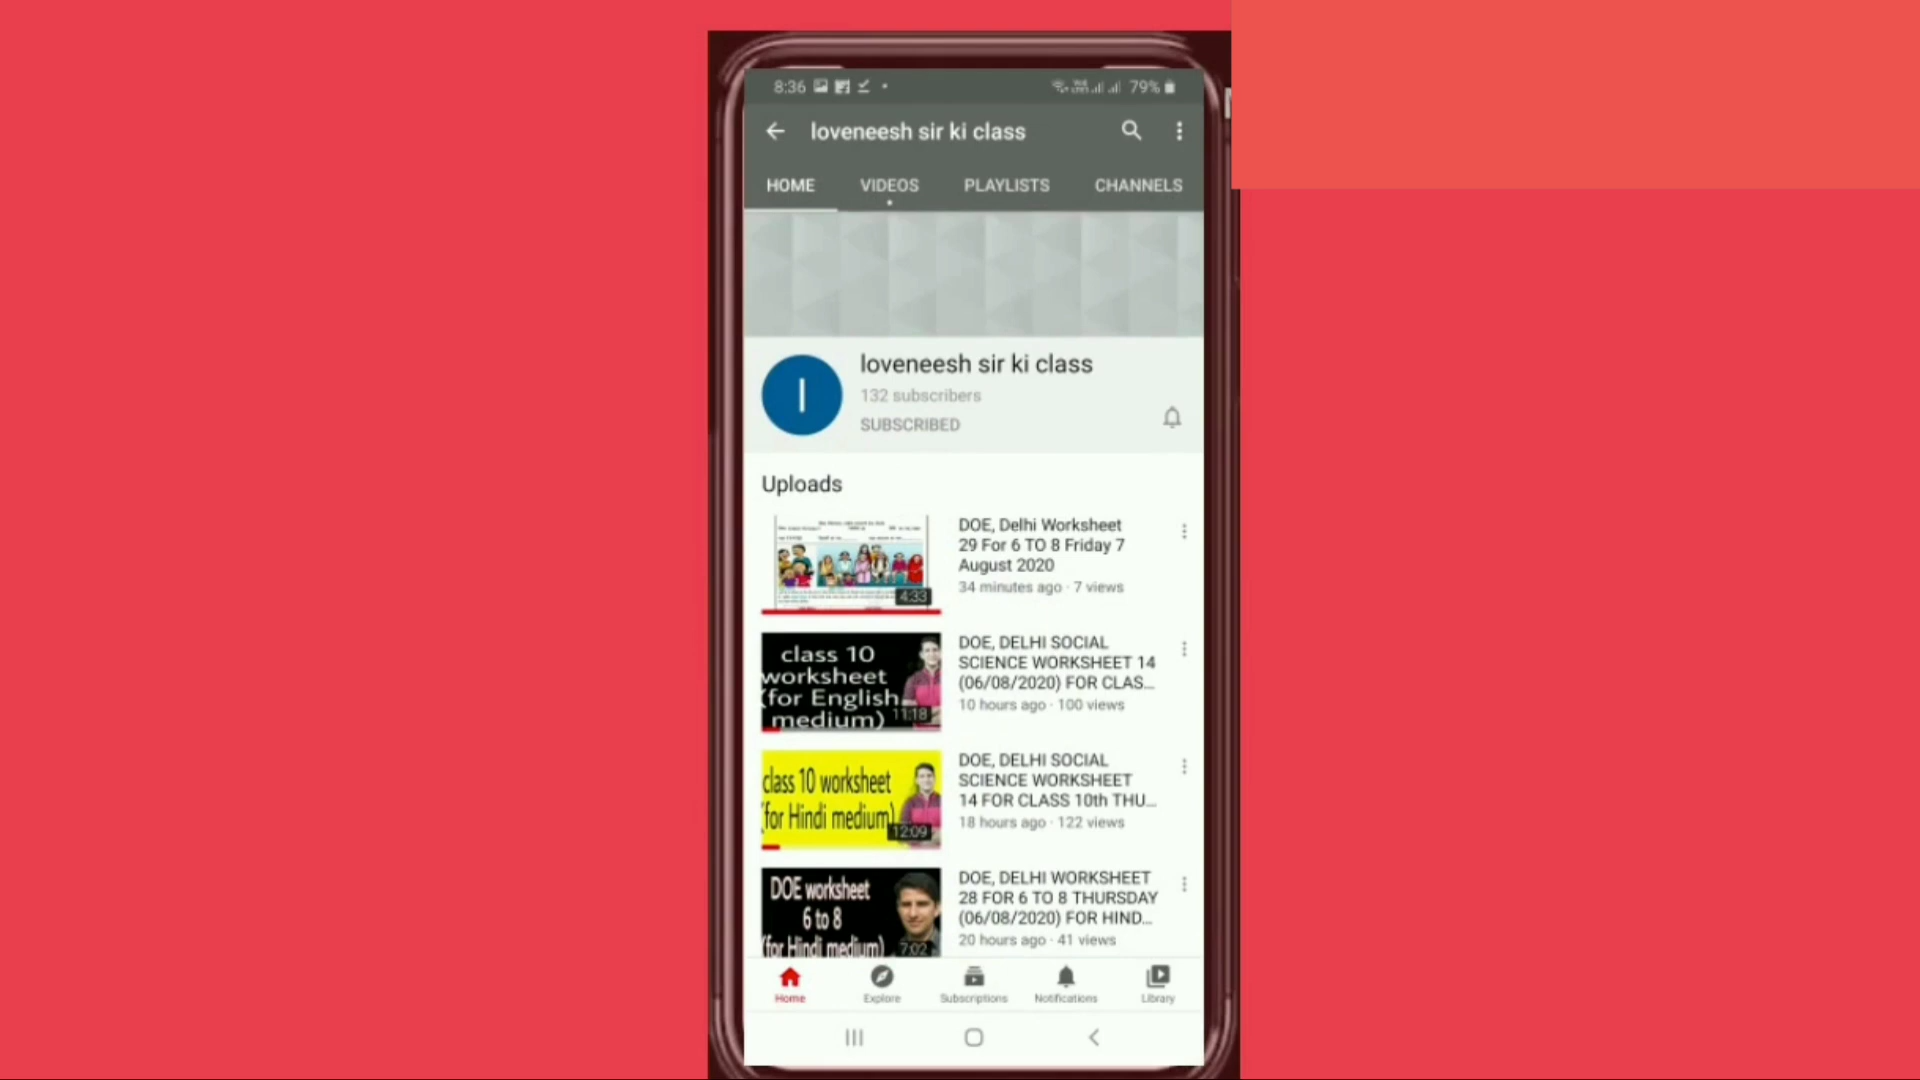 8:36
79%
loveneesh sir ki class
HOME VIDEOS PLAYLISTS CHANNELS
loveneesh sir ki class
132 subscribers
SUBSCRIBED
Uploads
4:33
DOE, Delhi Worksheet
29 For 6 TO 8 Friday 7
August 2020
34 minutes ago · 7 views
class 10
worksheet
(for English
medium)
11:18
DOE, DELHI SOCIAL
SCIENCE WORKSHEET 14
(06/08/2020) FOR CLAS...
10 hours ago · 100 views
class 10 worksheet
(for Hindi medium)
12:09
DOE, DELHI SOCIAL
SCIENCE WORKSHEET
14 FOR CLASS 10th THU...
18 hours ago · 122 views
DOE worksheet
6 to 8
(for Hindi medium)
7:02
DOE, DELHI WORKSHEET
28 FOR 6 TO 8 THURSDAY
(06/08/2020) FOR HIND...
20 hours ago · 41 views
Home Explore Subscriptions Notifications Library